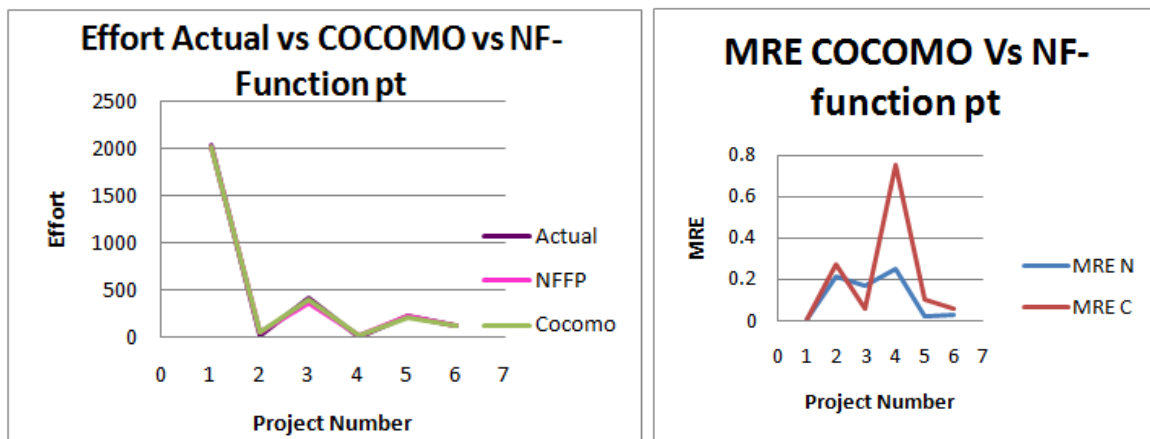 Effort Actual vs COCOMO vs NF-
Function pt
2500
2000
1500
1000
500
0
Effort
0 1 2 3 4 5 6 7
Project Number
Actual
NFFP
Cocomo
MRE COCOMO Vs NF-
function pt
0.8
0.6
0.4
0.2
0
MRE
0 1 2 3 4 5 6 7
Project Number
MRE N
MRE C